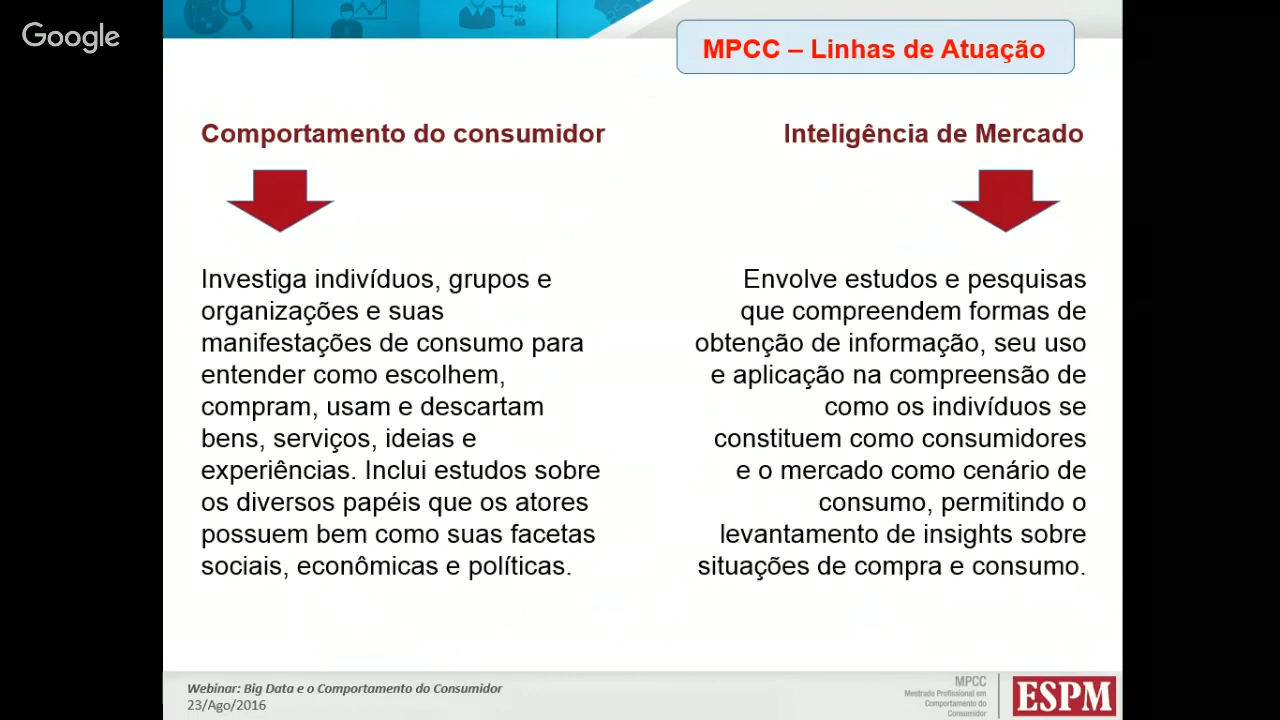 Google
MPCC – Linhas de Atuação
Comportamento do consumidor
Investiga indivíduos, grupos e
organizações e suas
manifestações de consumo para
entender como escolhem,
compram, usam e descartam
bens, serviços, ideias e
experiências. Inclui estudos sobre
os diversos papéis que os atores
possuem bem como suas facetas
sociais, econômicas e políticas.
Inteligência de Mercado
Envolve estudos e pesquisas
que compreendem formas de
obtenção de informação, seu uso
e aplicação na compreensão de
como os indivíduos se
constituem como consumidores
e o mercado como cenário de
consumo, permitindo o
levantamento de insights sobre
situações de compra e consumo.
Webinar: Big Data e o Comportamento do Consumidor
23/Ago/2016
MPCC
Mestrado Profissional em
Comportamento do
Consumidor
ESPM